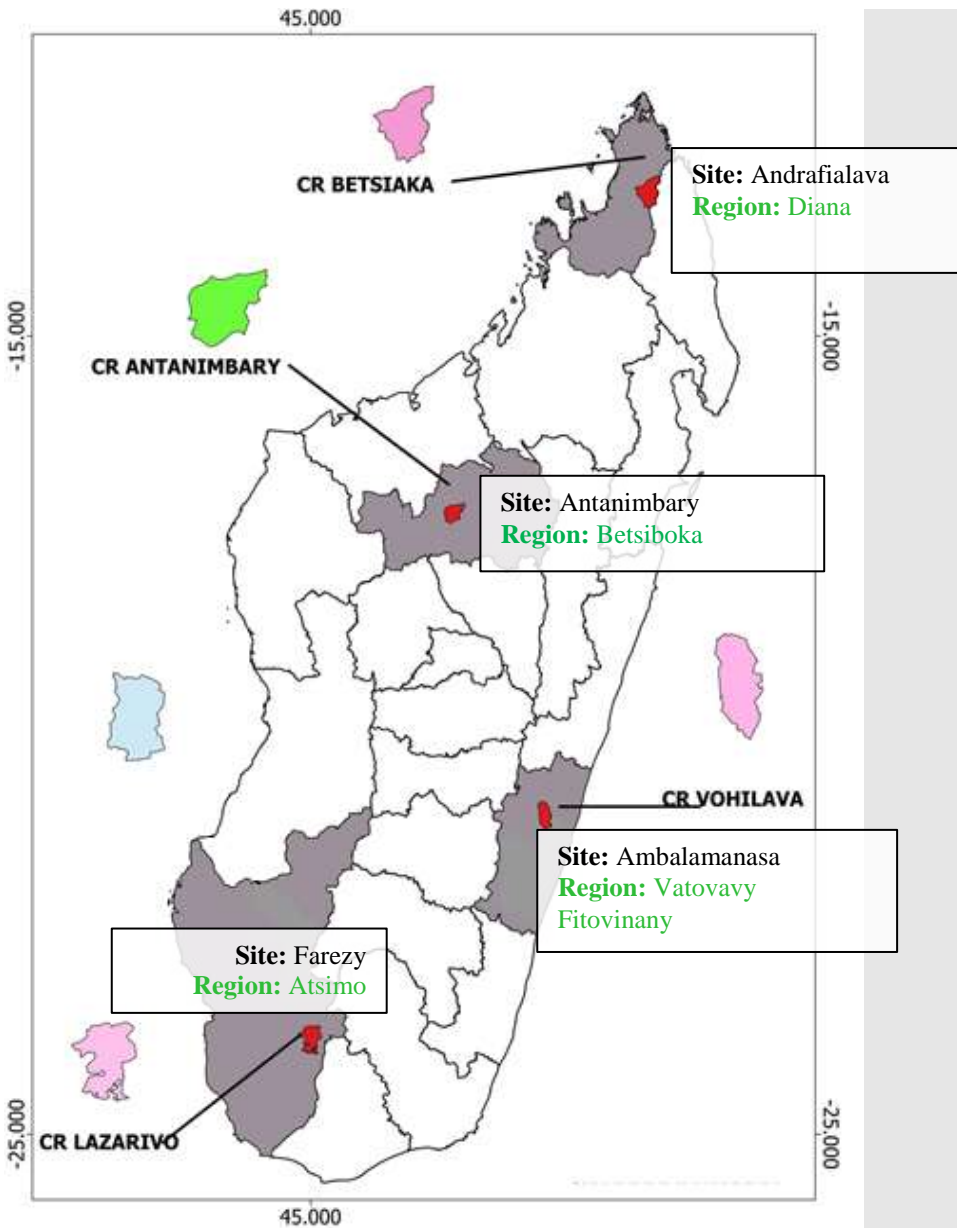 45.000
CR BETSIAKA
Site: Andrafialava
Region: Diana
-15.000
-15.000
CR ANTANIMBARY
Site: Antanimbary
Region: Betsiboka
CR VOHILAVA
Site: Ambalamanasa
Region: Vatovavy
Fitovinany
Site: Farezy
Region: Atsimo
CR LAZARIVO
-25.000
-25.000
45.000